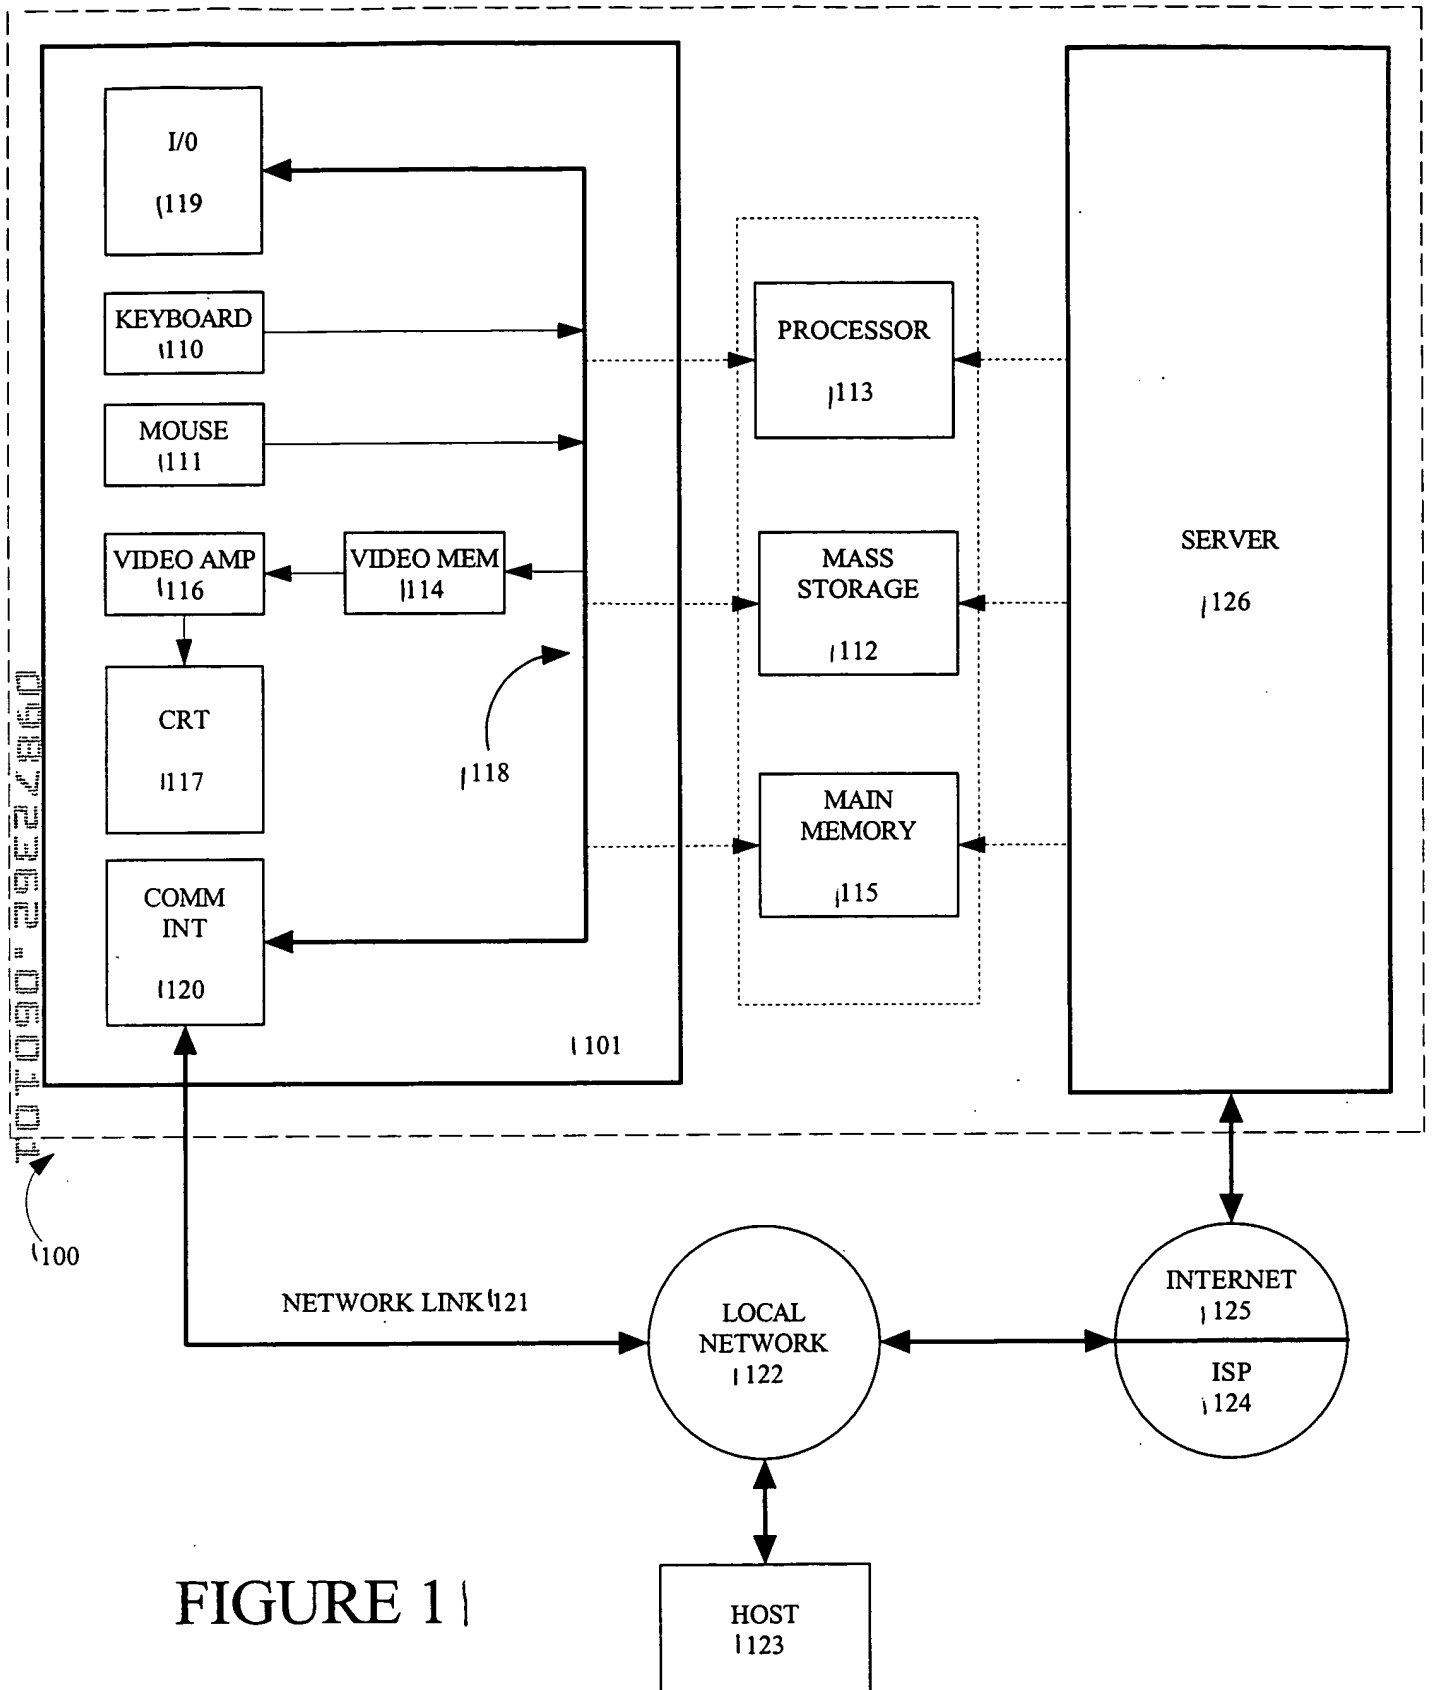 I/0
119
KEYBOARD
110
MOUSE
111
VIDEO AMP
116
VIDEO MEM
114
CRT
117
118
COMM
INT
120
101
PROCESSOR
113
MASS
STORAGE
112
MAIN
MEMORY
115
SERVER
126
09872362.060101
100
NETWORK LINK 121
LOCAL
NETWORK
122
INTERNET
125
ISP
124
HOST
123
FIGURE 1